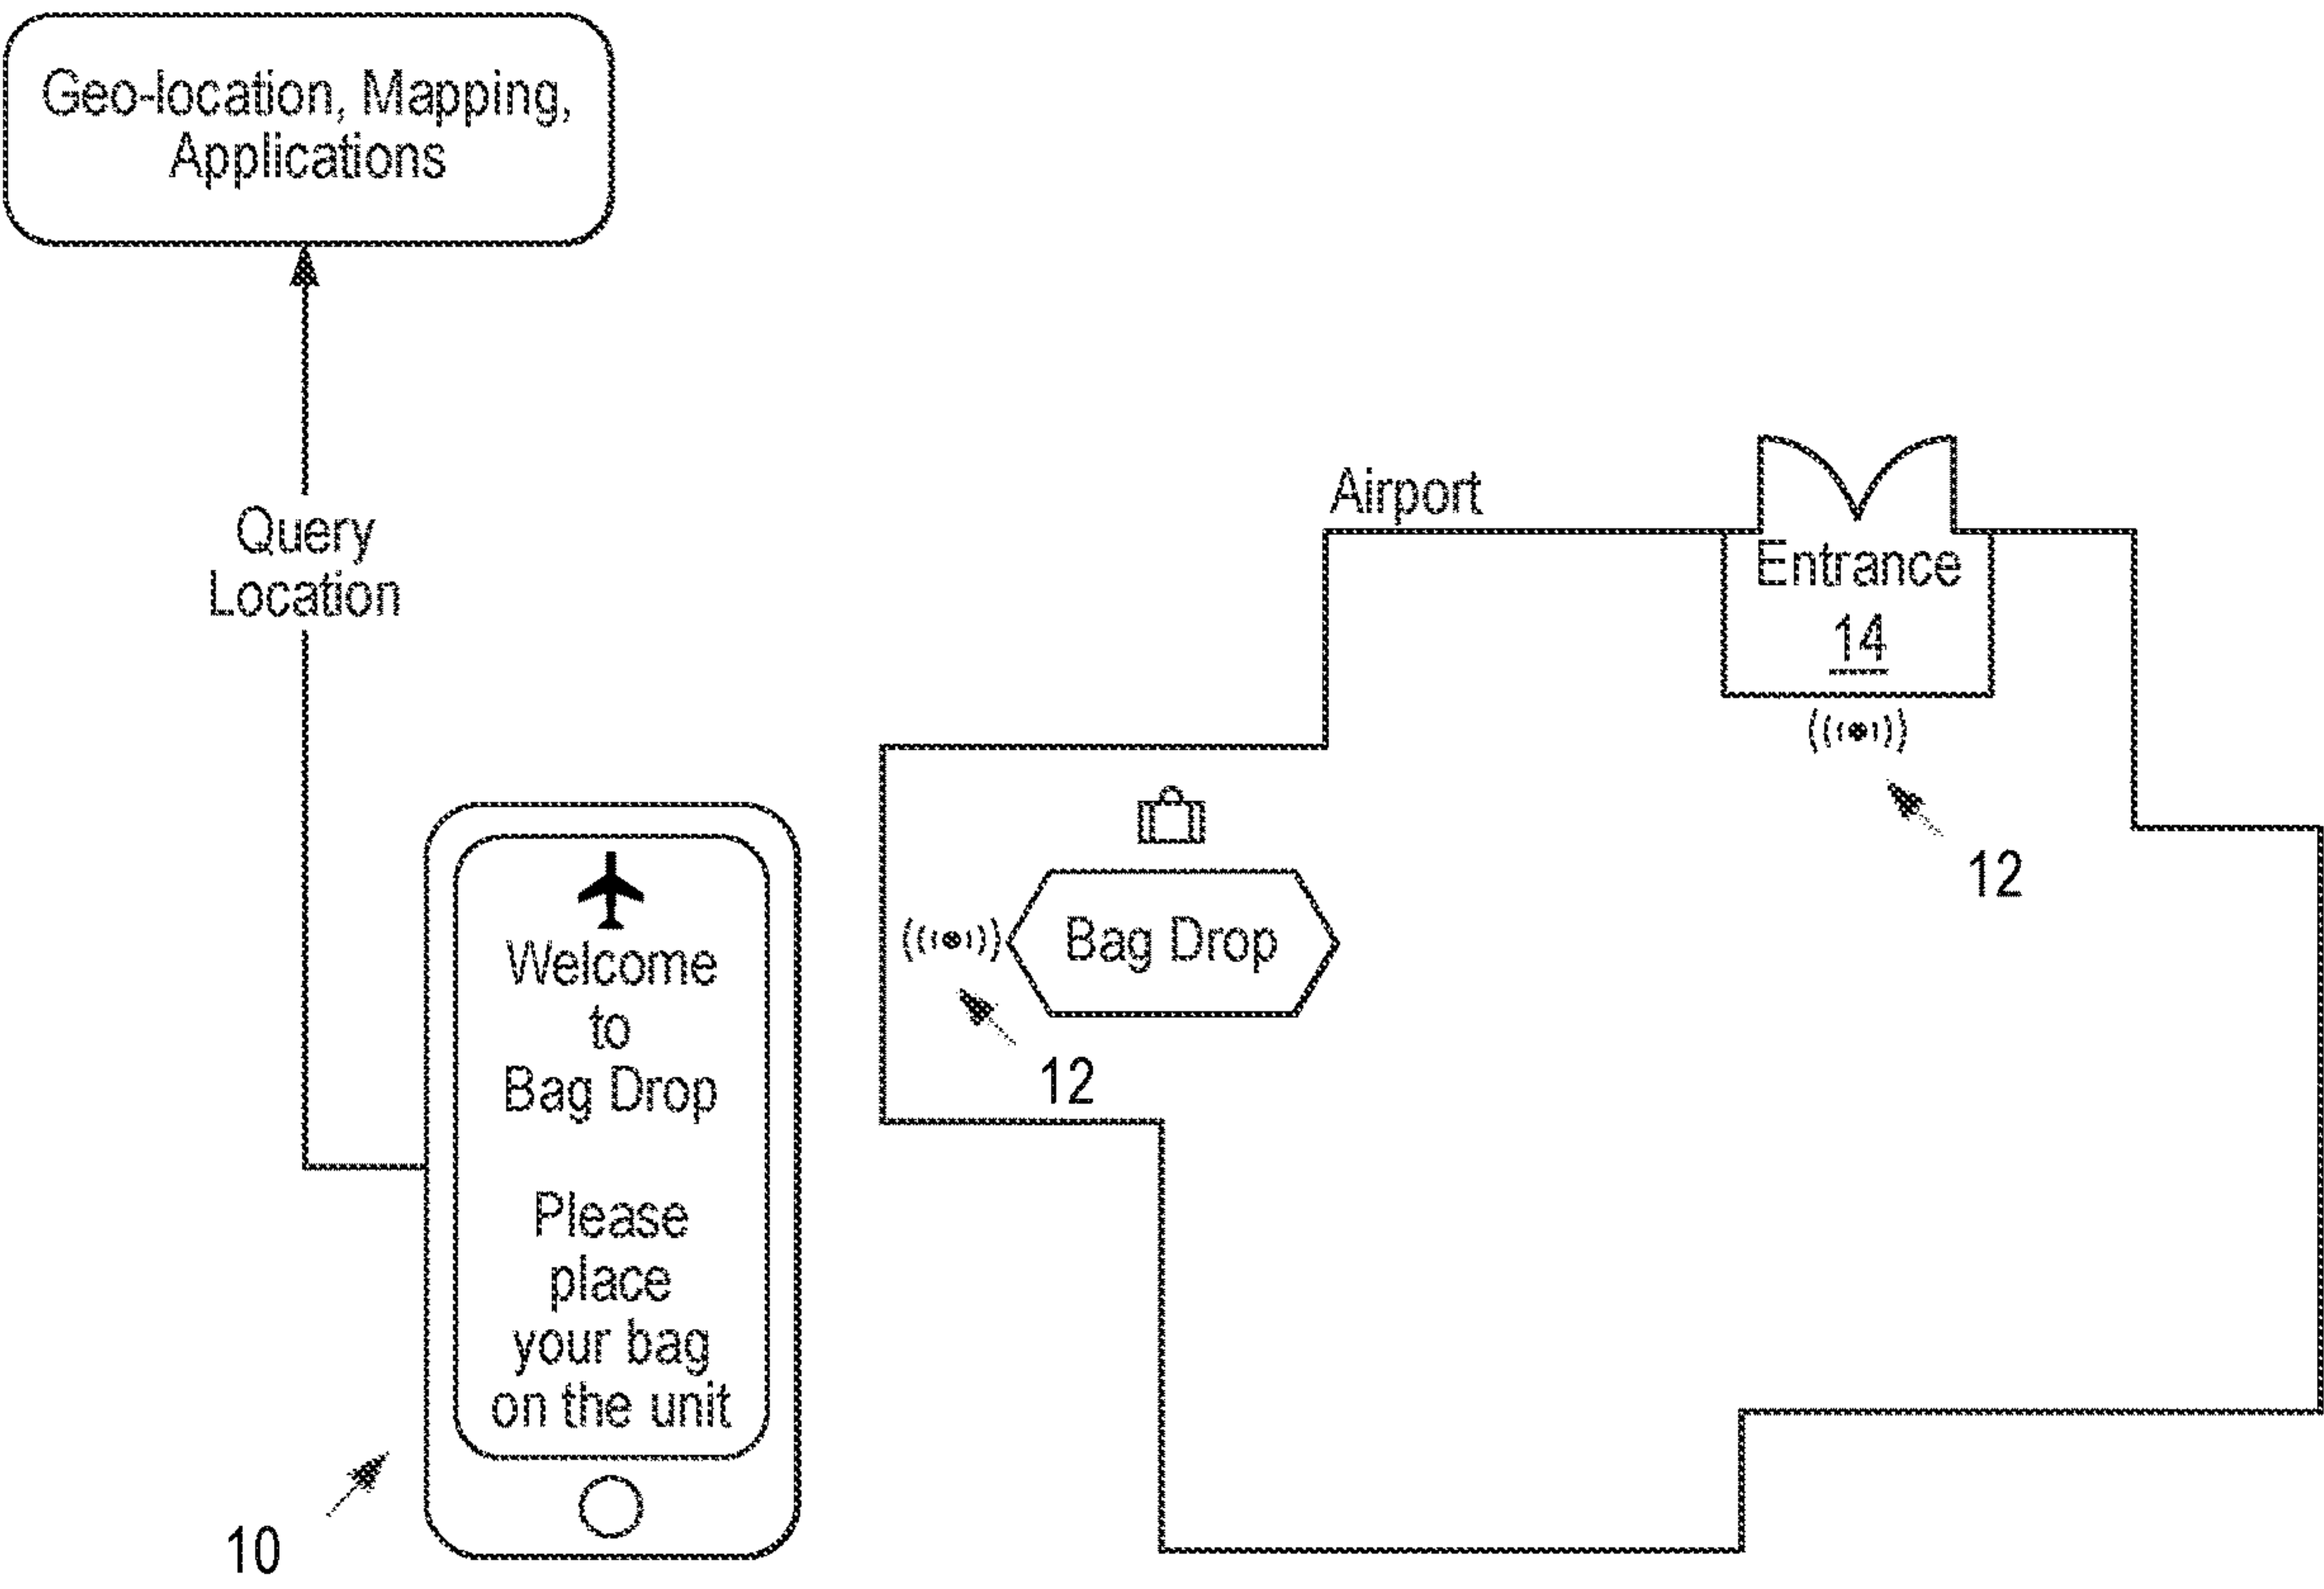 Geo-location, Mapping,
Applications
Query
Location
Airport
Entrance
14
12
Bag Drop
12
Welcome
to
Bag Drop
Please
place
your bag
on the unit
10